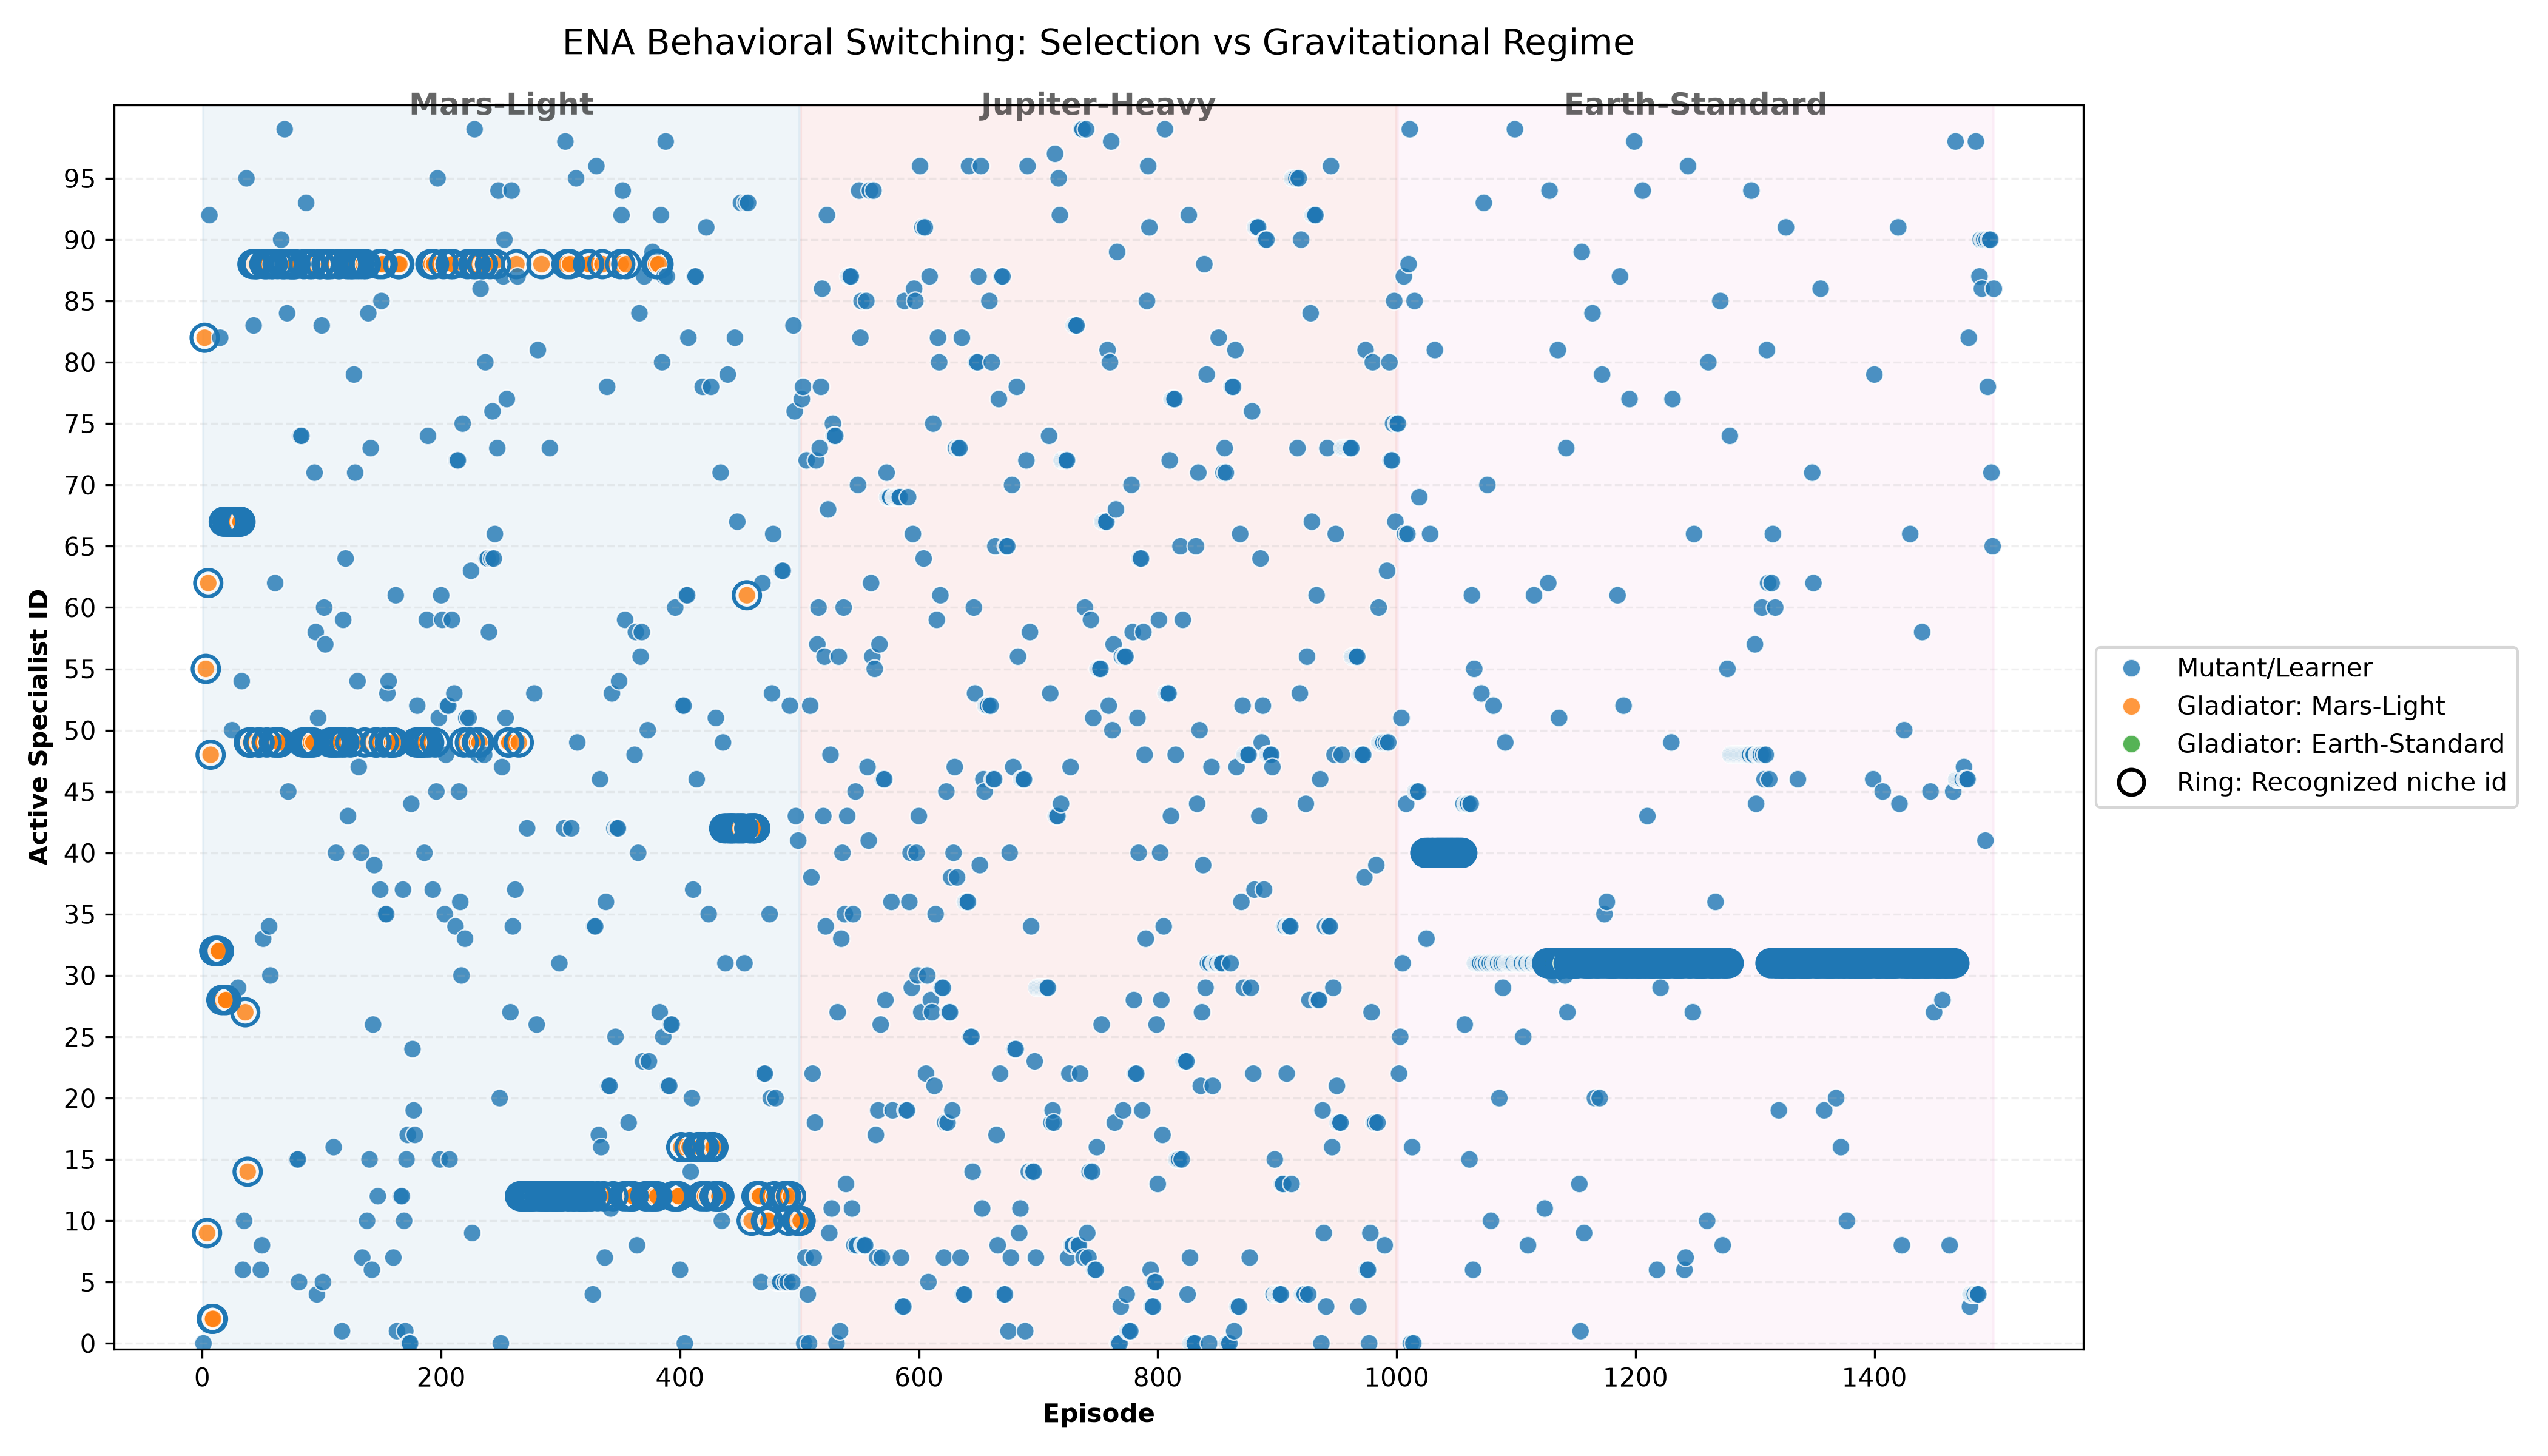 ENA Behavioral Switching: Selection vs Gravitational Regime
Mars-Light
Jupiter-Heavy
Earth-Standard
95
90
85
80
75
70
65
60
55
50
45
40
35
30
25
20
15
10
5
0
Active Specialist ID
0
200
400
600
800
1000
1200
1400
Episode
Mutant/Learner
Gladiator: Mars-Light
Gladiator: Earth-Standard
Ring: Recognized niche id